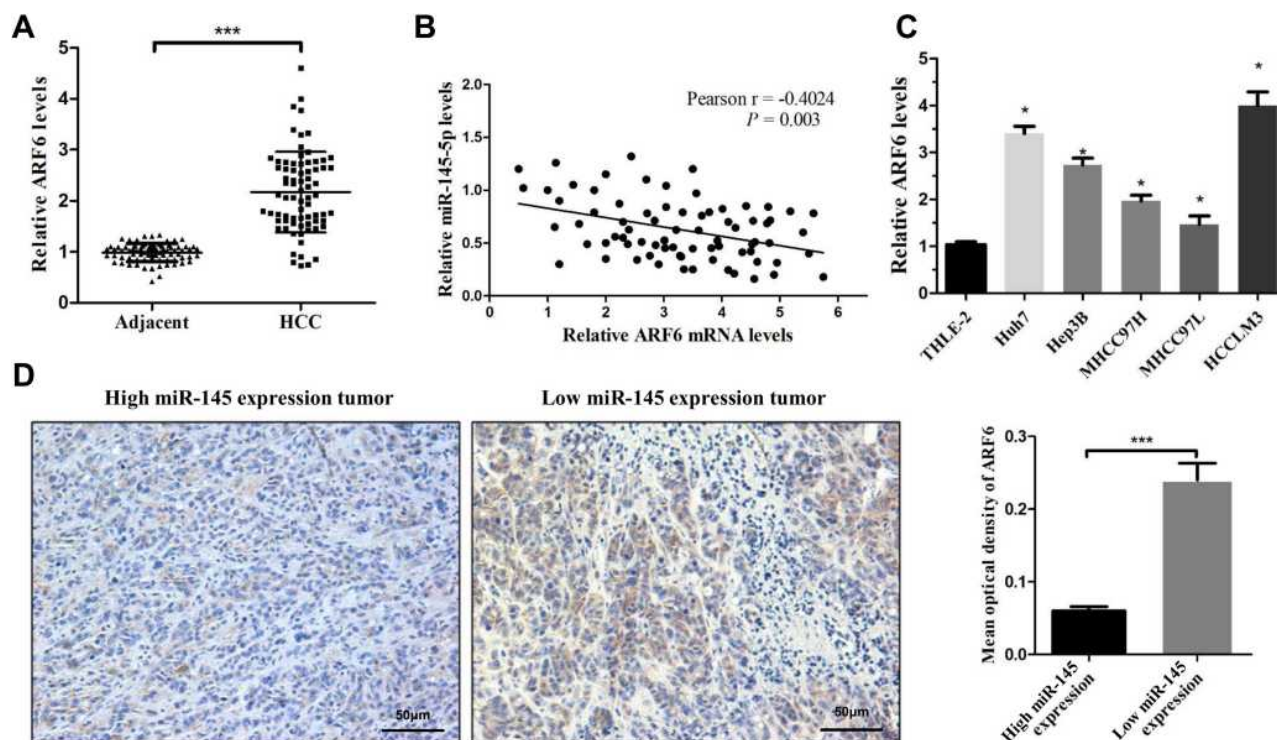 A
***
Relative ARF6 levels
5
4
3
2
1
0
Adjacent
HCC
B
Relative miR-145-5p levels
2.0
1.5
1.0
0.5
0.0
Pearson r = -0.4024
P = 0.003
0 1 2 3 4 5 6
Relative ARF6 mRNA levels
C
Relative ARF6 levels
5
4
3
2
1
0
*
*
*
*
*
THLE-2
Huh7
Hep3B
MHCC97H
MHCC97L
HCCLM3
D
High miR-145 expression tumor
50μm
Low miR-145 expression tumor
50μm
Mean optical density of ARF6
0.3
0.2
0.1
0.0
***
High miR-145
expression
Low miR-145
expression